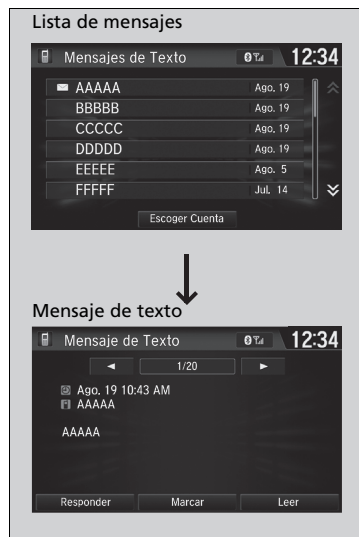 Lista de mensajes
Mensajes de Texto 12:34
AAAAA Ago. 19
BBBBB Ago. 19
CCCCC Ago. 19
DDDDD Ago. 19
EEEEE Ago. 5
FFFFF Jul. 14
Escoger Cuenta
Mensaje de texto
Mensaje de Texto 12:34
1/20
Ago. 19 10:43 AM
AAAAA
AAAAA
Responder Marcar Leer